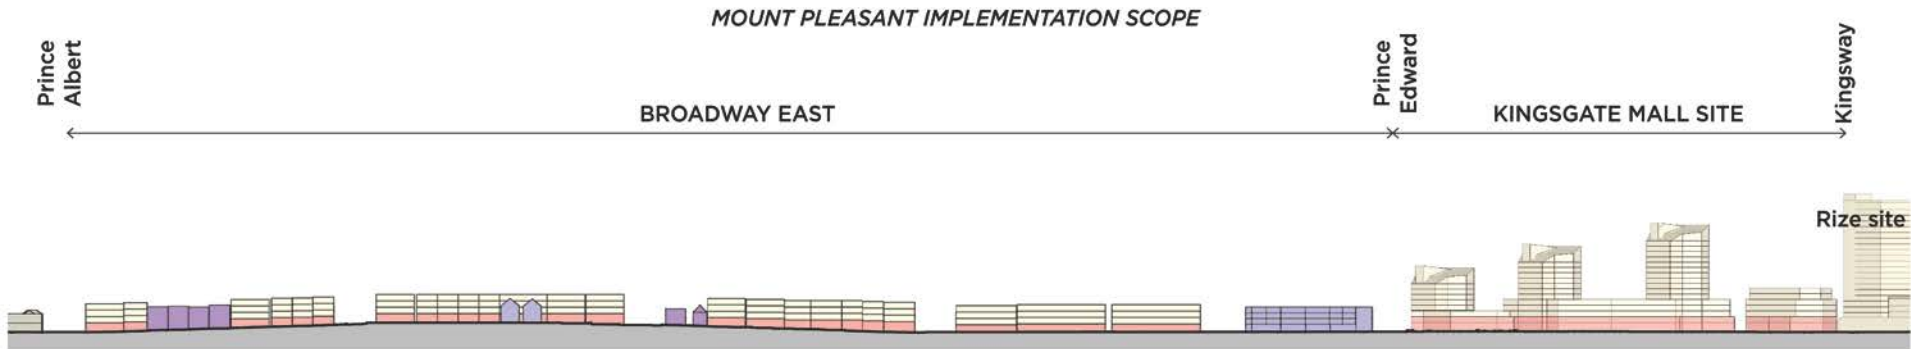 MOUNT PLEASANT IMPLEMENTATION SCOPE
Prince
Albert
BROADWAY EAST
Prince
Edward
KINGSGATE MALL SITE
Kingsway
Rize site